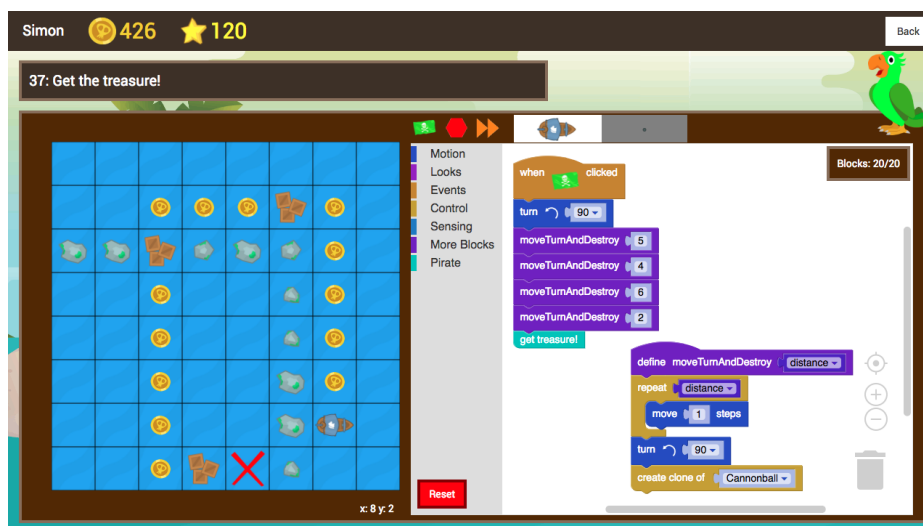 Simon 426 120 Back
37: Get the treasure!
Motion
Looks
Events
Control
Sensing
More Blocks
Pirate
when clicked
turn 90
moveTurnAndDestroy 5
moveTurnAndDestroy 4
moveTurnAndDestroy 6
moveTurnAndDestroy 2
get treasure!
Blocks: 20/20
define moveTurnAndDestroy distance
repeat distance
move 1 steps
turn 90
create clone of Cannonball
Reset
x: 8 y: 2